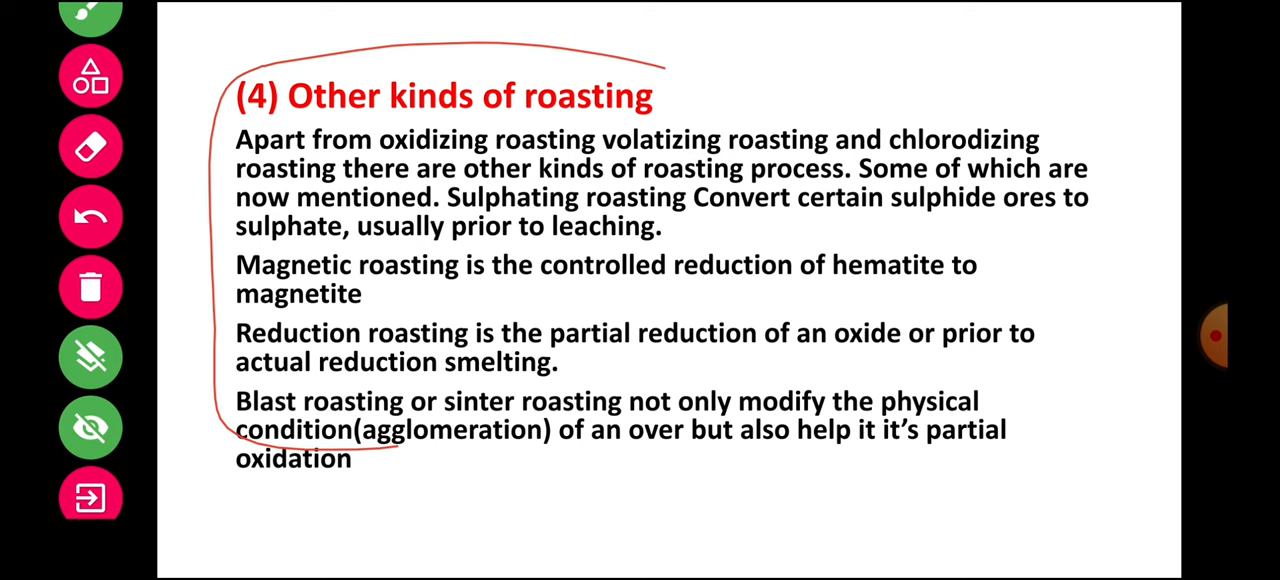 (4) Other kinds of roasting
Apart from oxidizing roasting volatizing roasting and chlorodizing
roasting there are other kinds of roasting process. Some of which are
now mentioned. Sulphating roasting Convert certain sulphide ores to
sulphate, usually prior to leaching.
Magnetic roasting is the controlled reduction of hematite to
magnetite
Reduction roasting is the partial reduction of an oxide or prior to
actual reduction smelting.
Blast roasting or sinter roasting not only modify the physical
condition(agglomeration) of an over but also help it it’s partial
oxidation